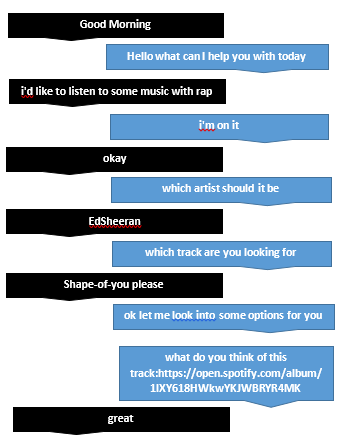 Good Morning
Hello what can I help you with today
i'd like to listen to some music with rap
i'm on it
okay
which artist should it be
EdSheeran
which track are you looking for
Shape-of-you please
ok let me look into some options for you
what do you think of this
track:https://open.spotify.com/album/
1lXY618HWkwYKJWBRYR4MK
great